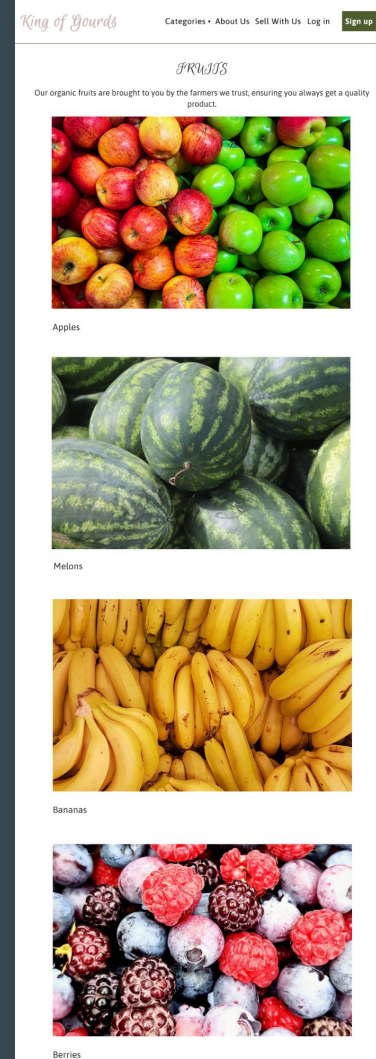 King of Gourds
Categories • About Us Sell With Us Log in Sign up
FRUITS
Our organic fruits are brought to you by the farmers we trust, ensuring you always get a quality
product.
Apples
Melons
Bananas
Berries